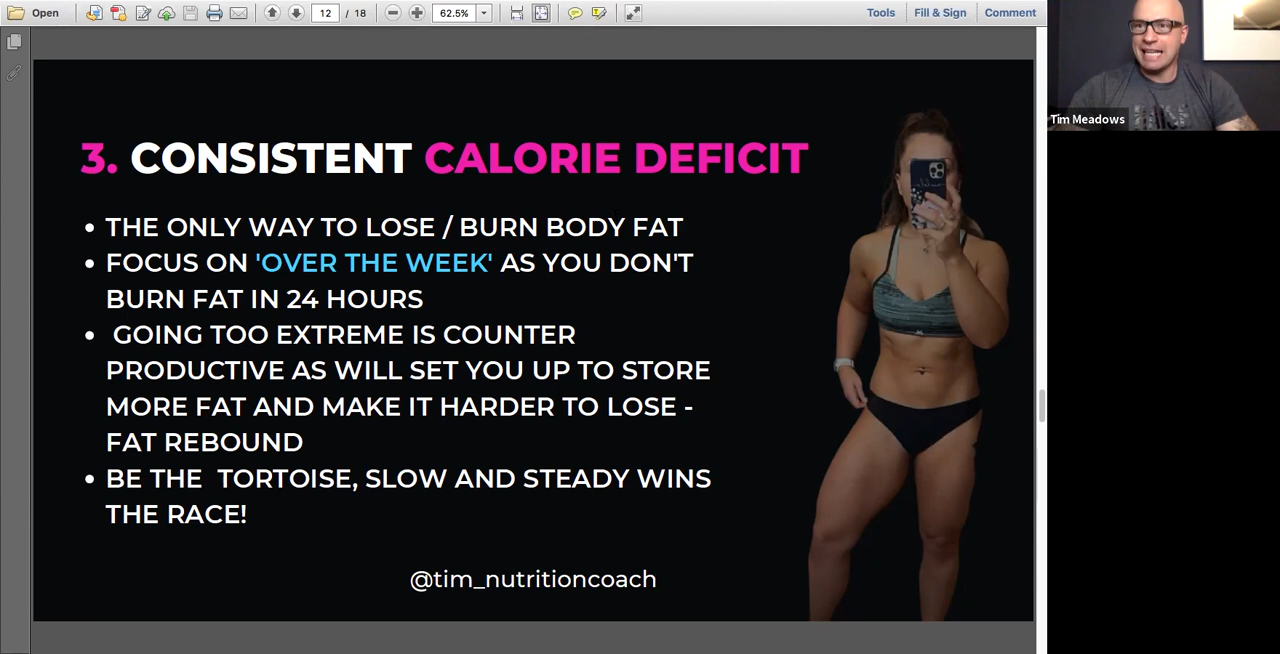 Open
12 / 18
62.5%
Tools
Fill & Sign
Comment
Tim Meadows
3. CONSISTENT CALORIE DEFICIT
• THE ONLY WAY TO LOSE / BURN BODY FAT
• FOCUS ON 'OVER THE WEEK' AS YOU DON'T
BURN FAT IN 24 HOURS
• GOING TOO EXTREME IS COUNTER
PRODUCTIVE AS WILL SET YOU UP TO STORE
MORE FAT AND MAKE IT HARDER TO LOSE -
FAT REBOUND
• BE THE TORTOISE, SLOW AND STEADY WINS
THE RACE!
@tim_nutritioncoach